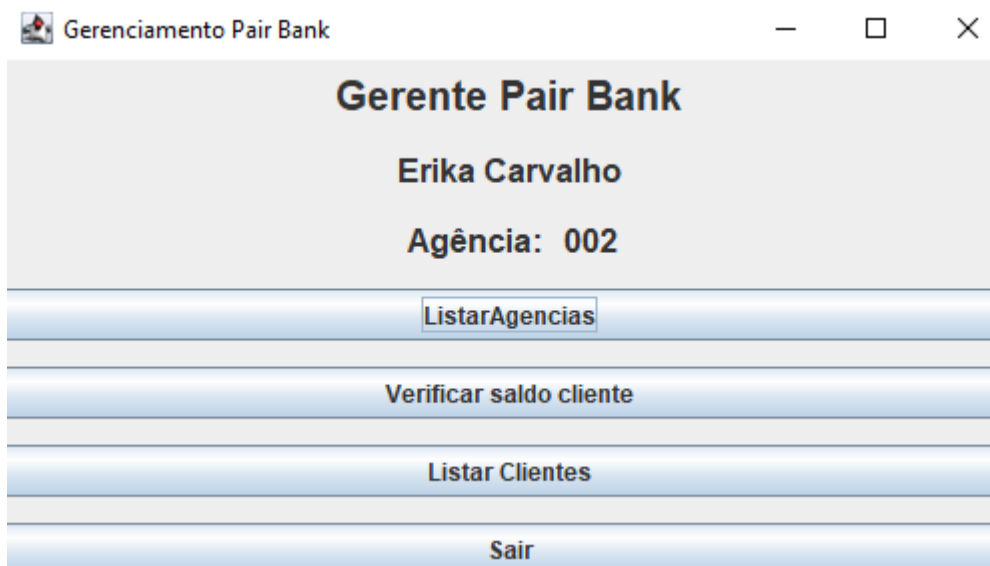 Gerenciamento Pair Bank
Gerente Pair Bank
Erika Carvalho
Agência: 002
ListarAgencias
Verificar saldo cliente
Listar Clientes
Sair